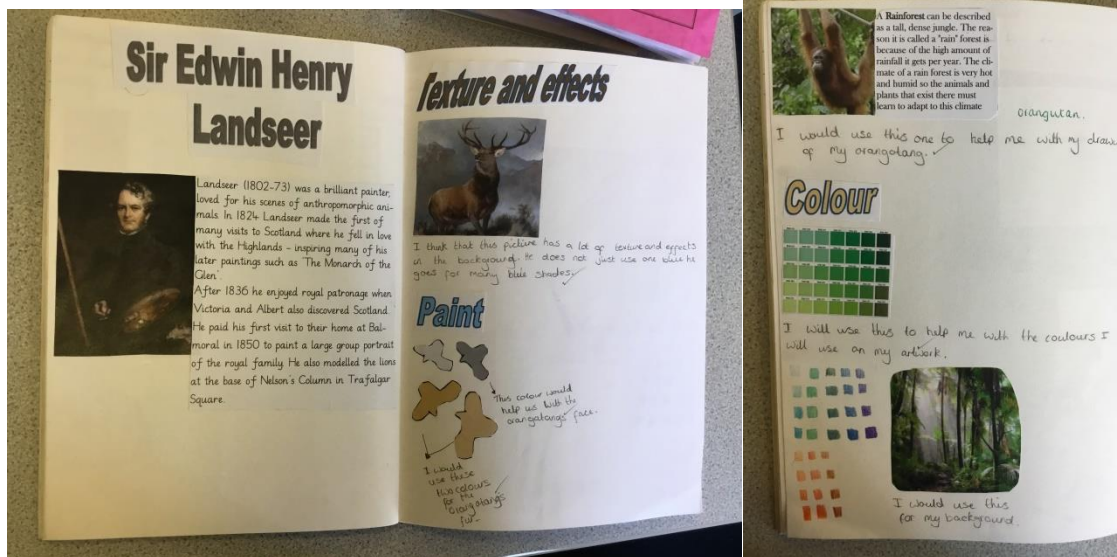 Sir Edwin Henry
Landseer
Landseer (1802-73) was a brilliant painter,
loved for his scenes of anthropomorphic ani-
mals. In 1824 Landseer made the first of
many visits to Scotland where he fell in love
with the Highlands - inspiring many of his
later paintings such as 'The Monarch of the
Glen'.
After 1836 he enjoyed royal patronage when
Victoria and Albert also discovered Scotland.
He paid his first visit to their home at Bal-
moral in 1850 to paint a large group portrait
of the royal family. He also modelled the lions
at the base of Nelson's Column in Trafalgar
Square.
Texture and effects
I think that this picture has a lot of texture and effects
in the background. He does not just use one blue he
goes for many blue shades.
Paint
This colour would
help us with the
orangotangs face.
I would
use these
two colours
for the
orangotangs
fur.
A Rainforest can be described
as a tall, dense jungle. The rea-
son it is called a "rain" forest is
because of the high amount of
rainfall it gets per year. The cli-
mate of a rain forest is very hot
and humid so the animals and
plants that exist there must
learn to adapt to this climate
orangutan.
I would use this one to help me with my draw
of my orangotang.
Colour
I will use this to help me with the coulours I
will use on my artwork.
I would use this
for my background.